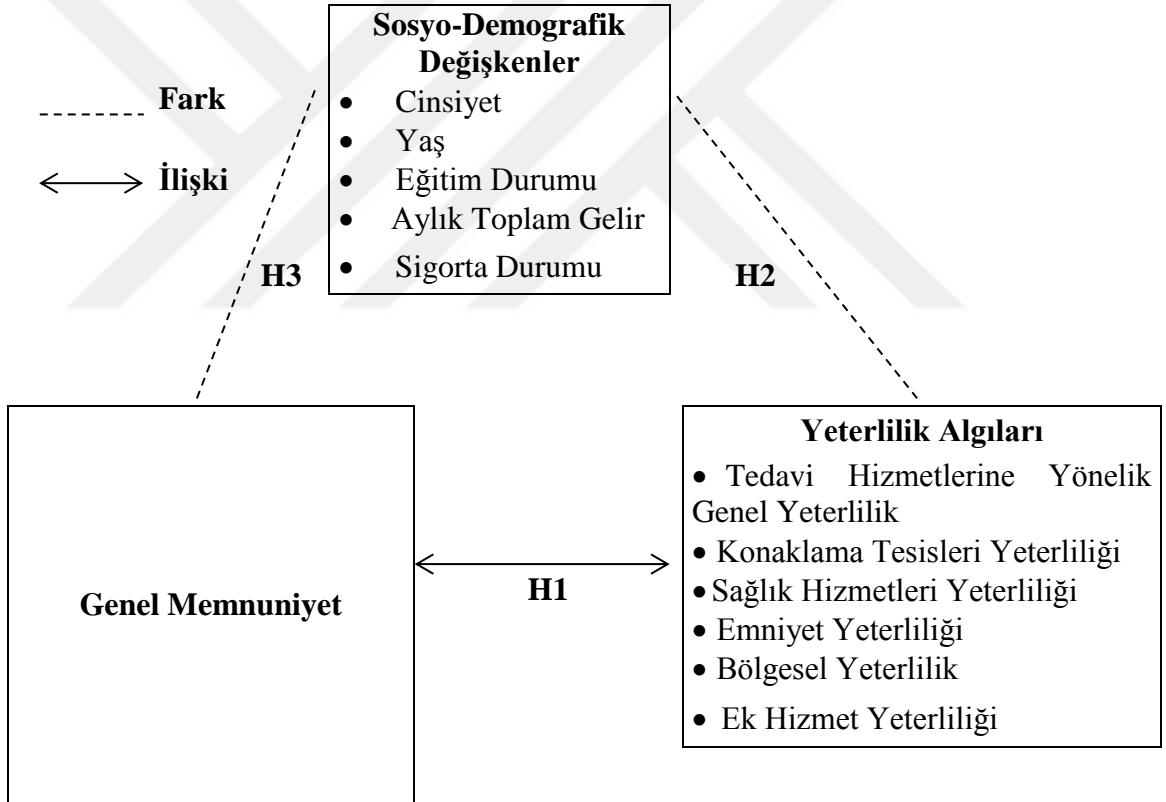 Sosyo-Demografik
Değişkenler
• Cinsiyet
• Yaş
• Eğitim Durumu
• Aylık Toplam Gelir
• Sigorta Durumu
Fark
İlişki
H3
H2
Genel Memnuniyet
H1
Yeterlilik Algıları
• Tedavi Hizmetlerine Yönelik
Genel Yeterlilik
• Konaklama Tesisleri Yeterliliği
• Sağlık Hizmetleri Yeterliliği
• Emniyet Yeterliliği
• Bölgesel Yeterlilik
• Ek Hizmet Yeterliliği